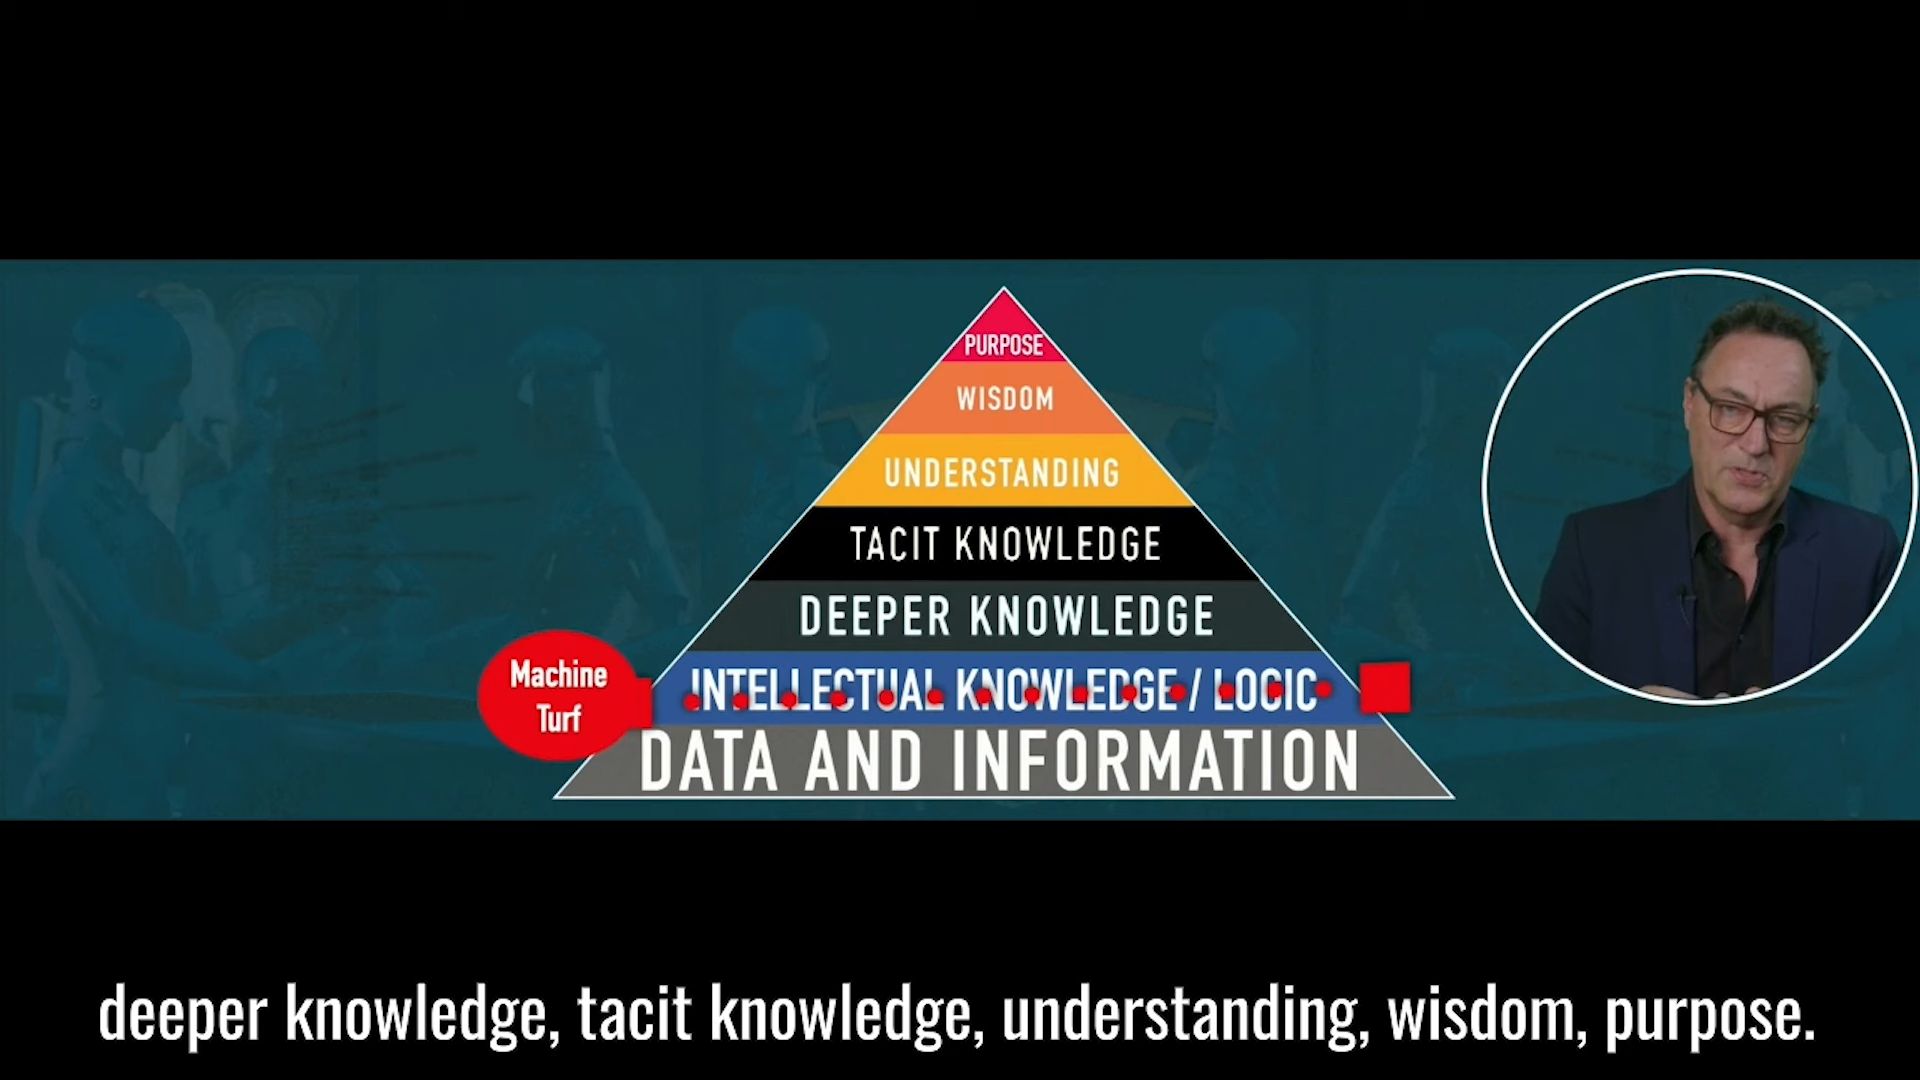 PURPOSE
WISDOM
UNDERSTANDING
TACIT KNOWLEDGE
DEEPER KNOWLEDGE
Machine
Turf
INTELLECTUAL KNOWLEDGE / LOGIC
DATA AND INFORMATION
deeper knowledge, tacit knowledge, understanding, wisdom, purpose.